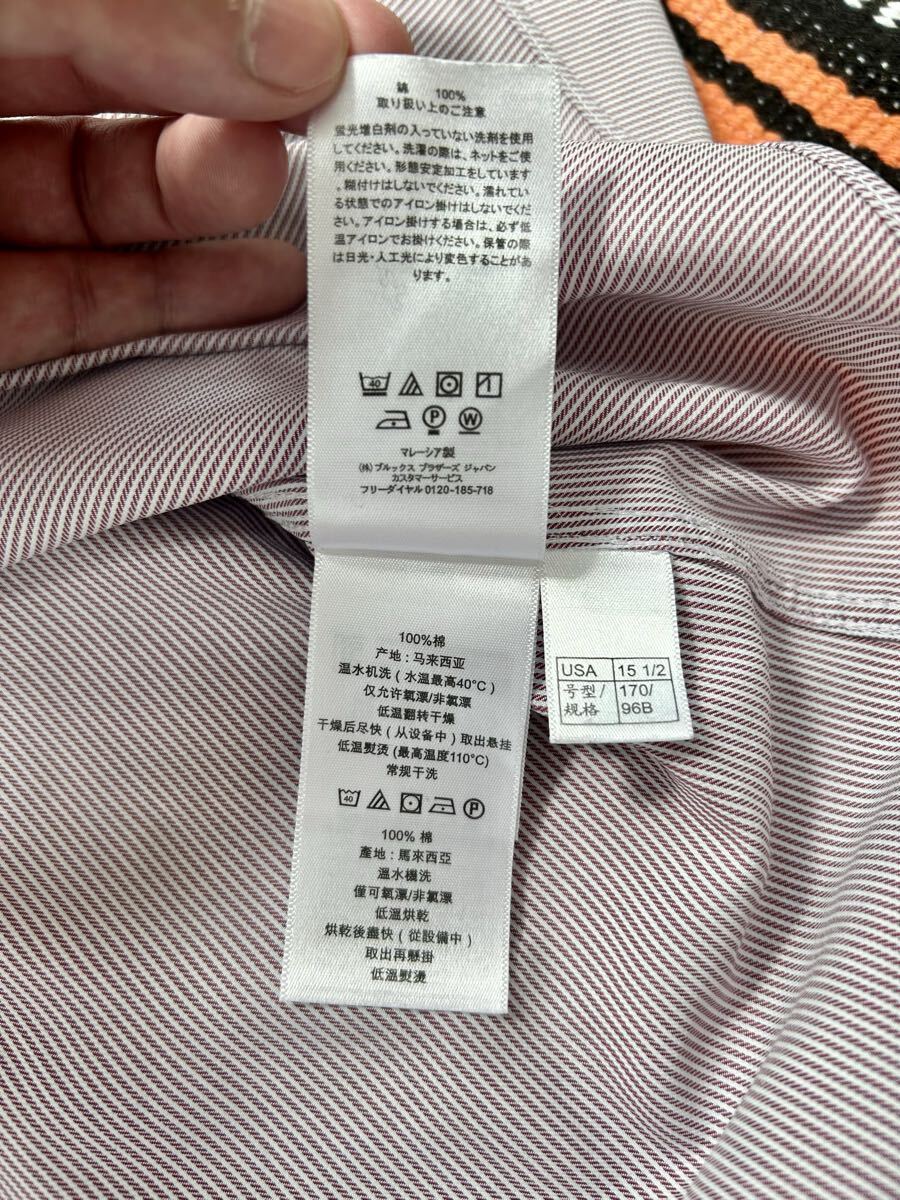 綿 100%
取り扱い上のご注意
蛍光増白剤の入っていない洗剤を使用
してください。洗濯の際は、ネットをご使
用ください。形態安定加工をしています
。糊付けはしないでください。濡れてい
る状態でのアイロン掛けはしないでくだ
さい。アイロン掛けする場合は、必ず低
温アイロンでお掛けください。保管の際
は日光・人工光により変色することがあ
ります。
40
P W
マレーシア製
(株)ブルックス ブラザーズ ジャパン
カスタマーサービス
フリーダイヤル 0120-185-718
100%棉
产地：马来西亚
温水机洗（水温最高40°C）
仅允许氧漂/非氯漂
低温翻转干燥
干燥后尽快（从设备中）取出悬挂
低温熨烫 (最高温度110°C)
常规干洗
40 P
100% 棉
產地：馬來西亞
溫水機洗
僅可氧漂/非氯漂
低溫烘乾
烘乾後盡快（從設備中）
取出再懸掛
低溫熨燙
USA 15 1/2
号型/ 170/
規格 96B